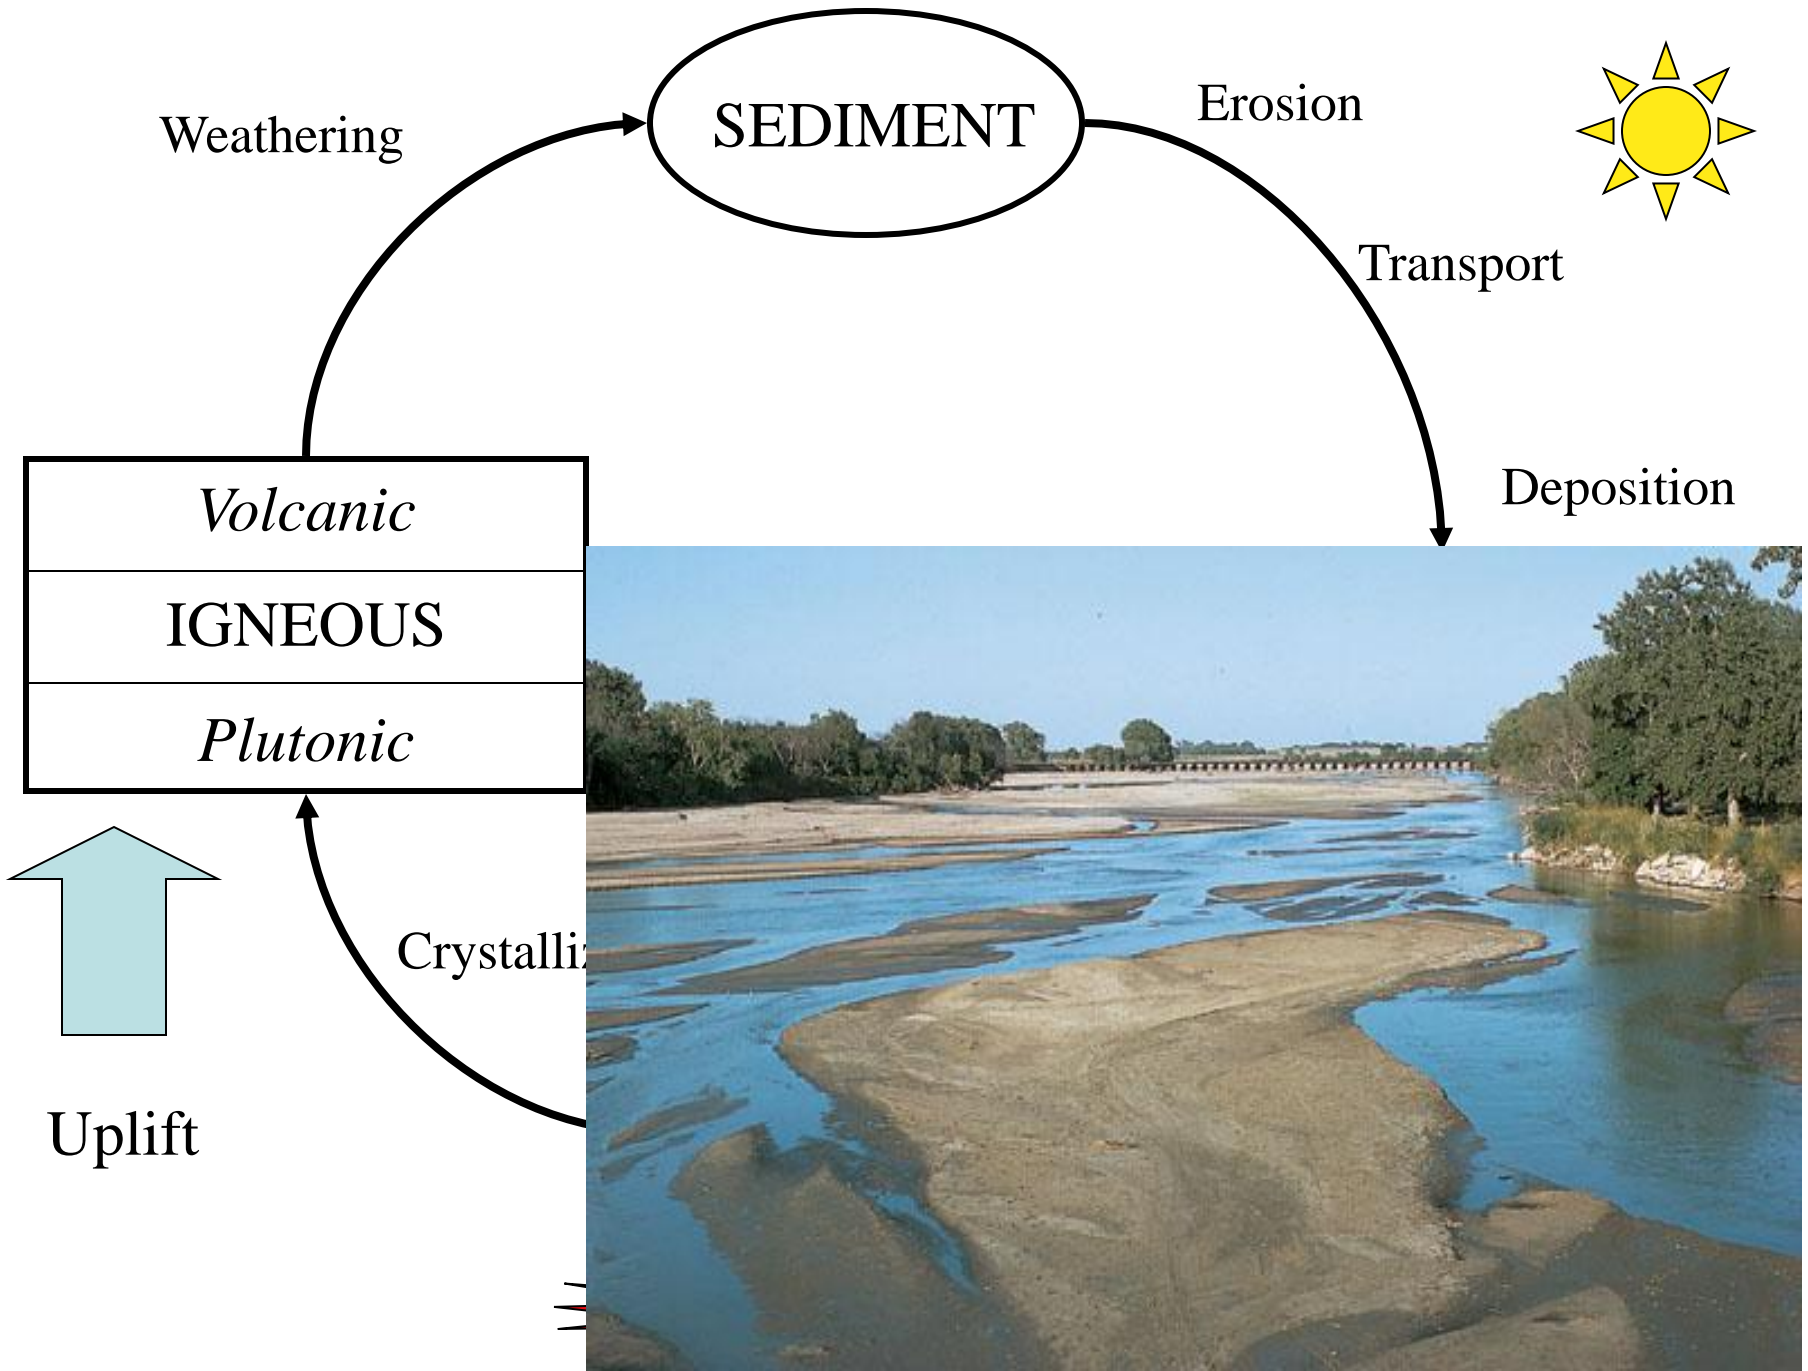 SEDIMENT
Erosion
Weathering
Transport
Deposition
Volcanic
IGNEOUS
Plutonic
Uplift